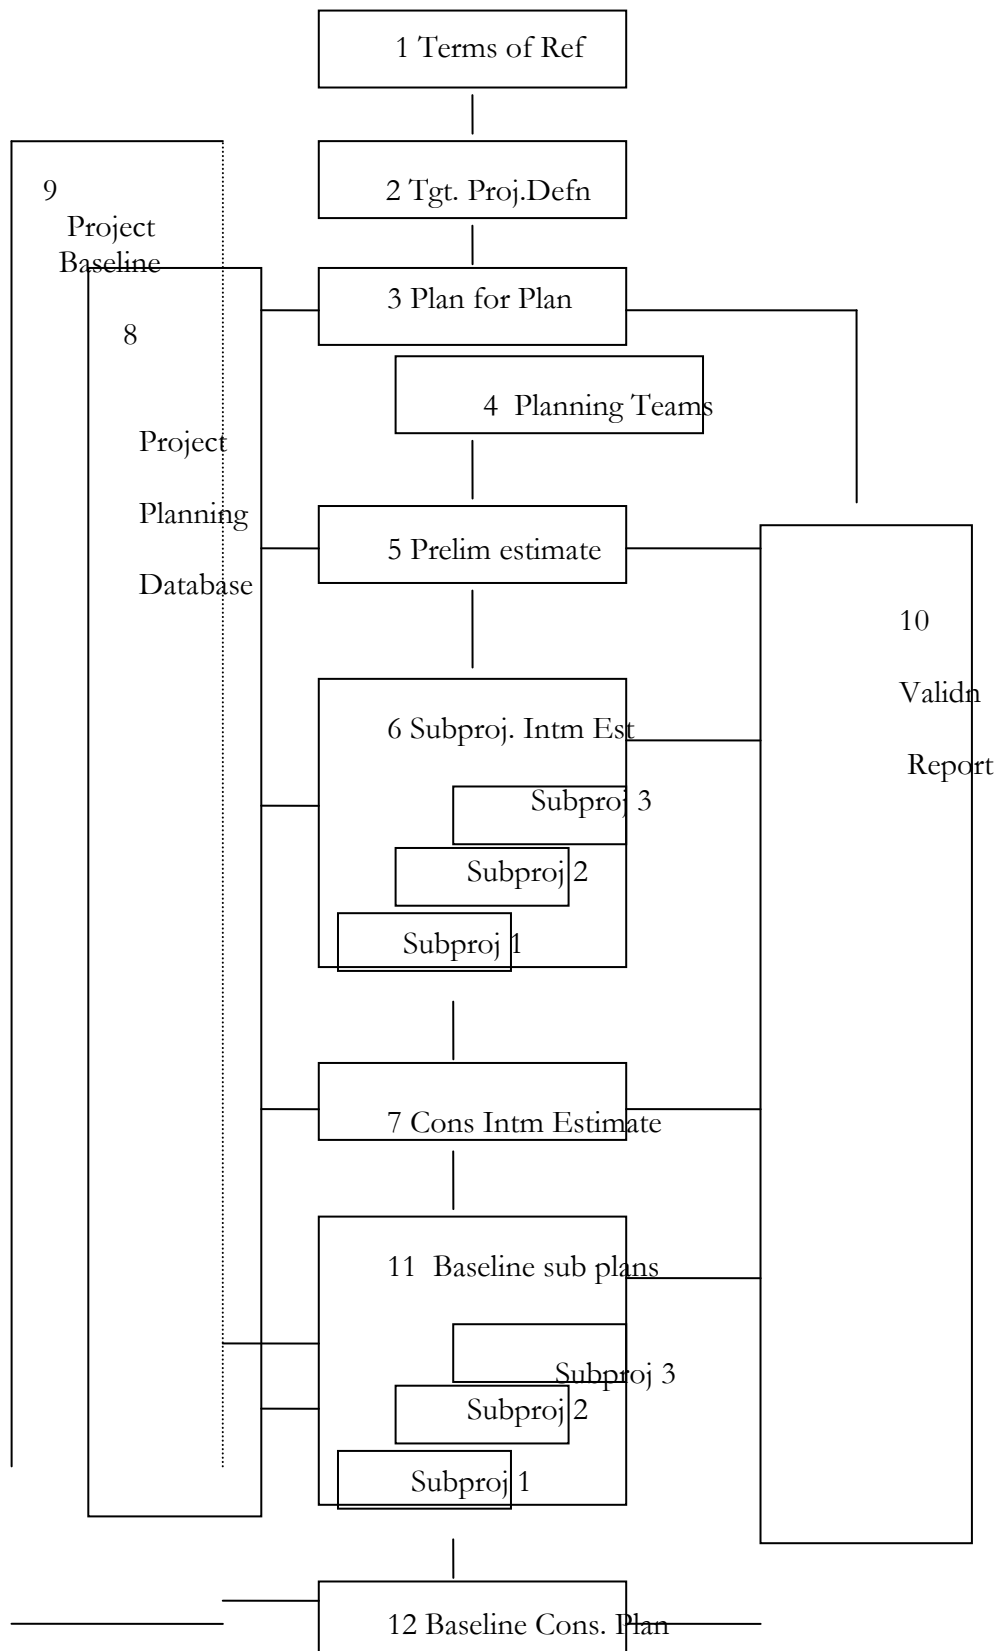 1 Terms of Ref
9
2 Tgt. Proj.Defn
Project
Baseline
3 Plan for Plan
8
4  Planning Teams
Project
Planning
5 Prelim estimate
Database
10
Validn
6 Subproj. Intm Est
Report
Subproj 3
Subproj 2
Subproj 1
7 Cons Intm Estimate
11  Baseline sub plans
Subproj 3
Subproj 2
Subproj 1
12 Baseline Cons. Plan